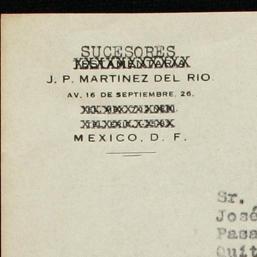 SUCESORES
J. P. MARTINEZ DEL RIO.
AV. 16 DE SEPTIEMBRE, 26.
MEXICO, D. F.
Sr.
José
Pasa
Quit